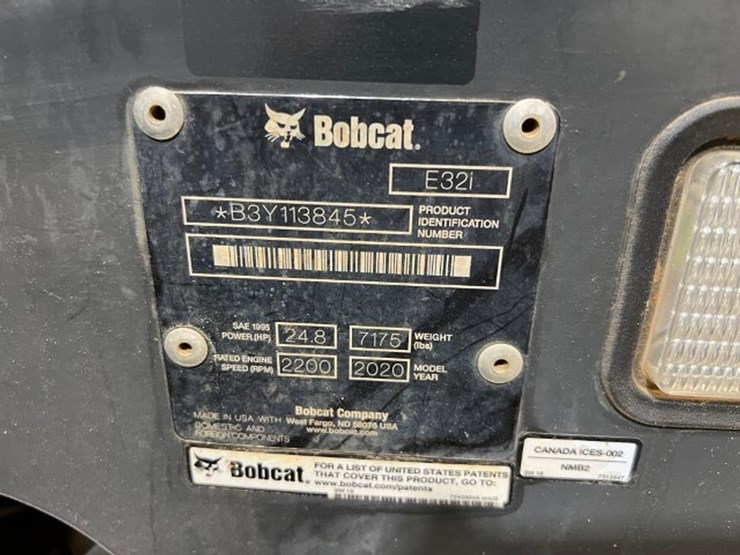 Bobcat.
E32i
*B3Y113845*
PRODUCT
IDENTIFICATION
NUMBER
SAE 1995
POWER (HP)
24.8
7175
WEIGHT
(lbs)
RATED ENGINE
SPEED (RPM)
2200
2020
MODEL
YEAR
Bobcat Company
West Fargo, ND 58078 USA
www.bobcat.com
MADE IN USA WITH
DOMESTIC AND
FOREIGN COMPONENTS
Bobcat.
FOR A LIST OF UNITED STATES PATENTS
THAT COVER THIS PRODUCT, GO TO:
www.bobcat.com/patents
CANADA ICES-002
NMB2